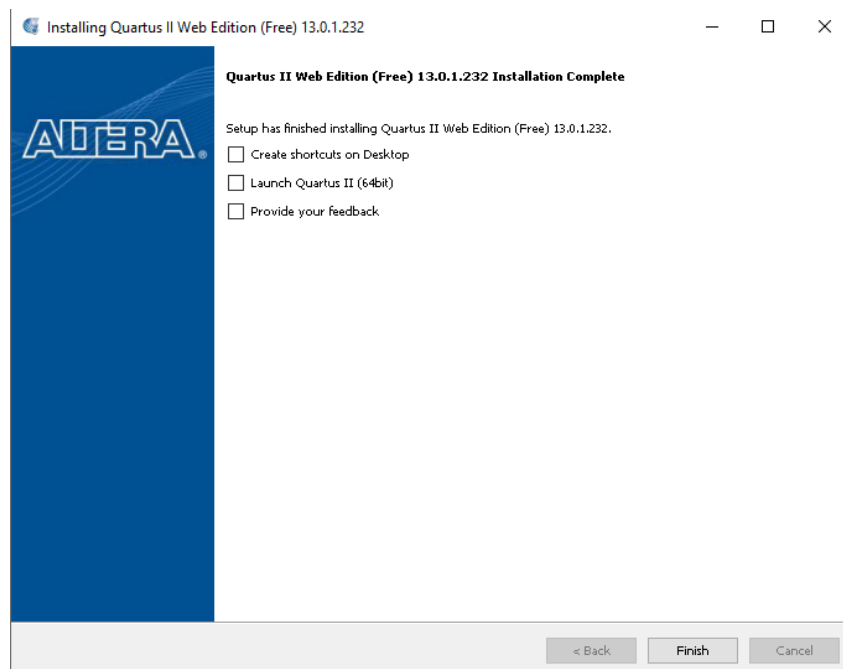 Installing Quartus II Web Edition (Free) 13.0.1.232
Quartus II Web Edition (Free) 13.0.1.232 Installation Complete
ALTERA®
Setup has finished installing Quartus II Web Edition (Free) 13.0.1.232.
Create shortcuts on Desktop
Launch Quartus II (64bit)
Provide your feedback
< Back
Finish
Cancel